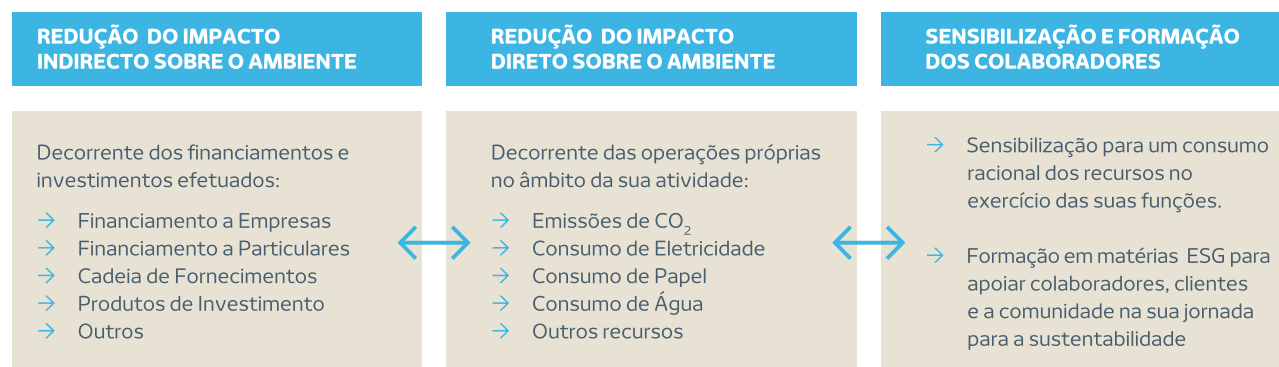 REDUÇÃO  DO IMPACTO
INDIRECTO SOBRE O AMBIENTE
Decorrente dos financiamentos e
investimentos efetuados:
→ Financiamento a Empresas
→ Financiamento a Particulares
→ Cadeia de Fornecimentos
→ Produtos de Investimento
→ Outros
REDUÇÃO  DO IMPACTO
DIRETO SOBRE O AMBIENTE
Decorrente das operações próprias
no âmbito da sua atividade:
→ Emissões de CO₂
→ Consumo de Eletricidade
→ Consumo de Papel
→ Consumo de Água
→ Outros recursos
SENSIBILIZAÇÃO E FORMAÇÃO
DOS COLABORADORES
→ Sensibilização para um consumo
racional dos recursos no
exercício das suas funções.
→ Formação em matérias  ESG para
apoiar colaboradores, clientes
e a comunidade na sua jornada
para a sustentabilidade